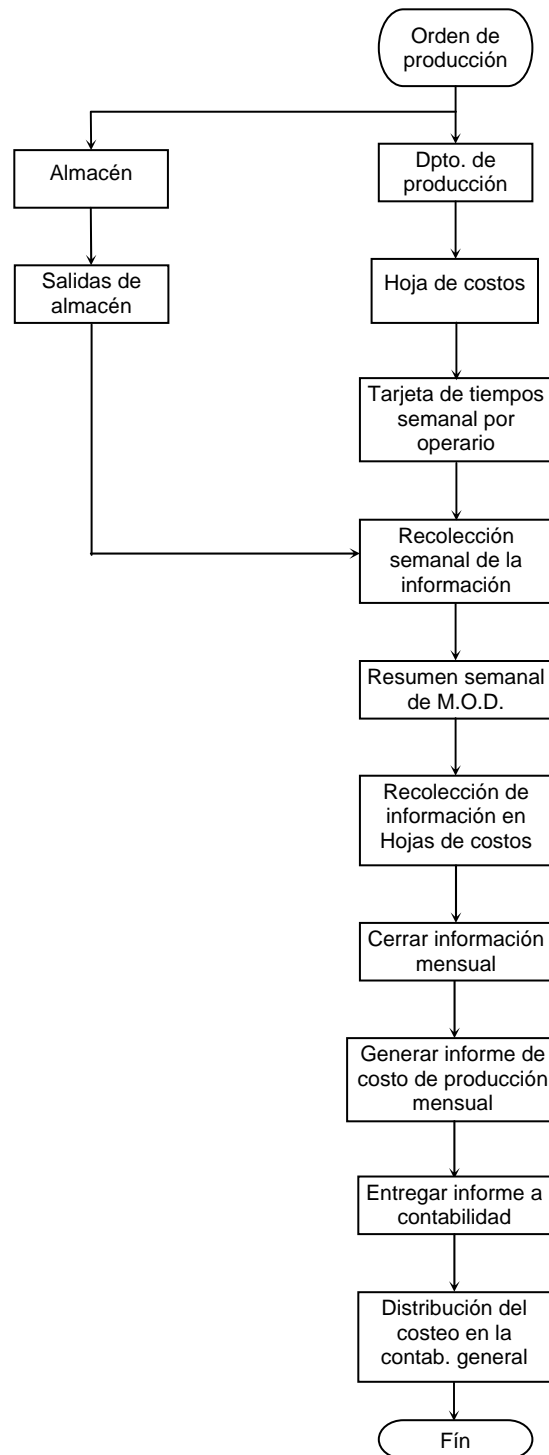 Orden de
producción
Almacén
Dpto. de
producción
Salidas de
almacén
Hoja de costos
Tarjeta de tiempos
semanal por
operario
Recolección
semanal de la
información
Resumen semanal
de M.O.D.
Recolección de
información en
Hojas de costos
Cerrar información
mensual
Generar informe de
costo de producción
mensual
Entregar informe a
contabilidad
Distribución del
costeo en la
contab. general
Fín